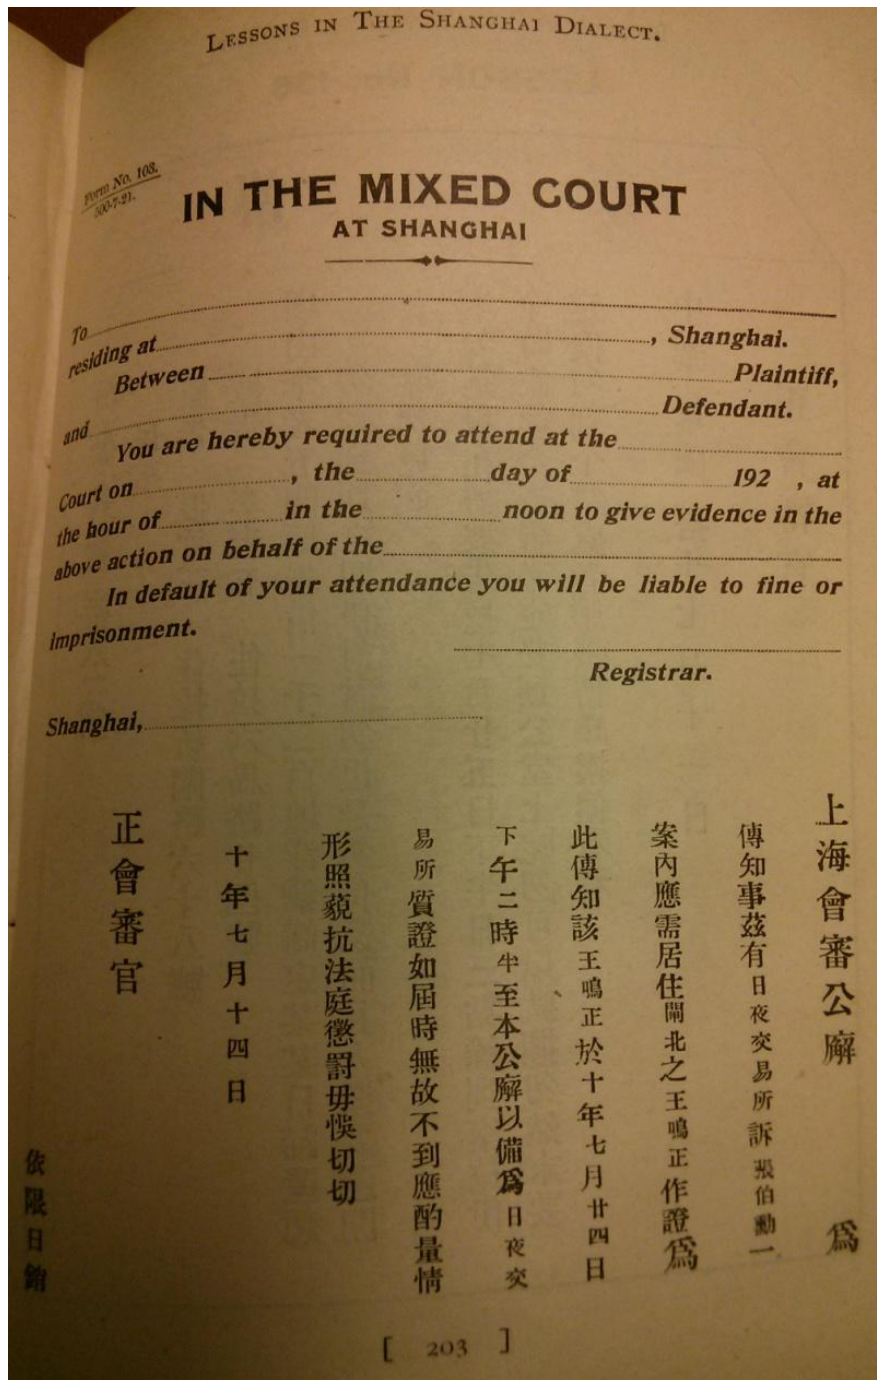 LESSONS IN THE SHANGHAI DIALECT.
Form No. 108.
500-7-21.
IN THE MIXED COURT
AT SHANGHAI
To
residing at , Shanghai.
Between Plaintiff,
and Defendant.
You are hereby required to attend at the
Court on , the day of 192 , at
the hour of in the noon to give evidence in the
above action on behalf of the
In default of your attendance you will be liable to fine or
imprisonment.
Registrar.
Shanghai,
上海會審公廨 爲
傳知事茲有日夜交易所訴張伯勳一
案內應需居住閘北之王鳴正作證爲
此傳知該王鳴正於十年七月廿四日
下午二時半至本公廨以備爲日夜交
易所質證如屆時無故不到應酌量情
形照藐抗法庭懲罰毋悞切切
十年七月十四日
正會審官
依限日銷
[ 203 ]